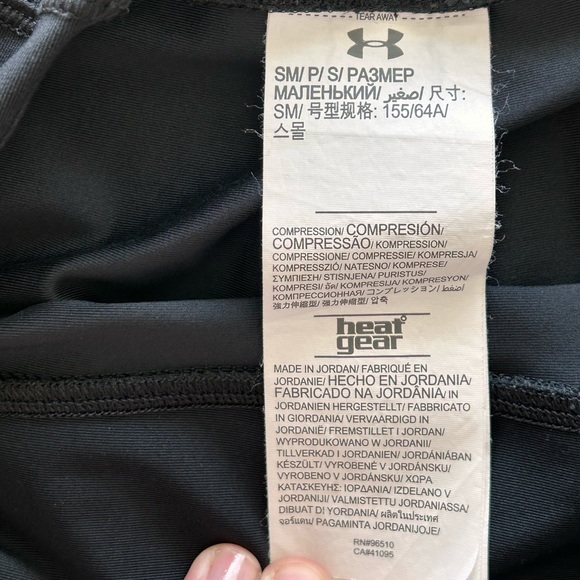 TEAR AWAY
SM/ P/ S/ РАЗМЕР
МАЛЕНЬКИЙ/ صغير/ 尺寸:
SM/ 号型规格: 155/64A/
스몰
COMPRESSION/ COMPRESIÓN/
COMPRESSÃO/ KOMPRESSION/
COMPRESSIONE/ COMPRESSIE/ KOMPRESJA/
KOMPRESSZIÓ/ NATESNO/ KOMPRESE/
ΣΥΜΠΙΕΣΗ/ STISNJENA/ PURISTUS/
KOMPRESI/ อัด/ KOMPRESIJA/ KOMPRESYON/
КОМПРЕССИОННАЯ/ コンプレッション/ اضغط/
強力伸縮型/ 强力伸缩型/ 압축
heat
gear
MADE IN JORDAN/ FABRIQUÉ EN
JORDANIE/ HECHO EN JORDANIA/
FABRICADO NA JORDÂNIA/ IN
JORDANIEN HERGESTELLT/ FABBRICATO
IN GIORDANIA/ VERVAARDIGD IN
JORDANIË/ FREMSTILLET I JORDAN/
WYPRODUKOWANO W JORDANII/
TILLVERKAD I JORDANIEN/ JORDÁNIÁBAN
KÉSZÜLT/ VYROBENÉ V JORDÁNSKU/
VYROBENO V JORDÁNSKU/ ΧΩΡΑ
ΚΑΤΑΣΚΕΥΗΣ: ΙΟΡΔΑΝΙΑ/ IZDELANO V
JORDANIJI/ VALMISTETTU JORDANIASSA/
DIBUAT DI YORDANIA/ ผลิตในประเทศ
จอร์แดน/ PAGAMINTA JORDANIJOJE/
RN#96510
CA#41095